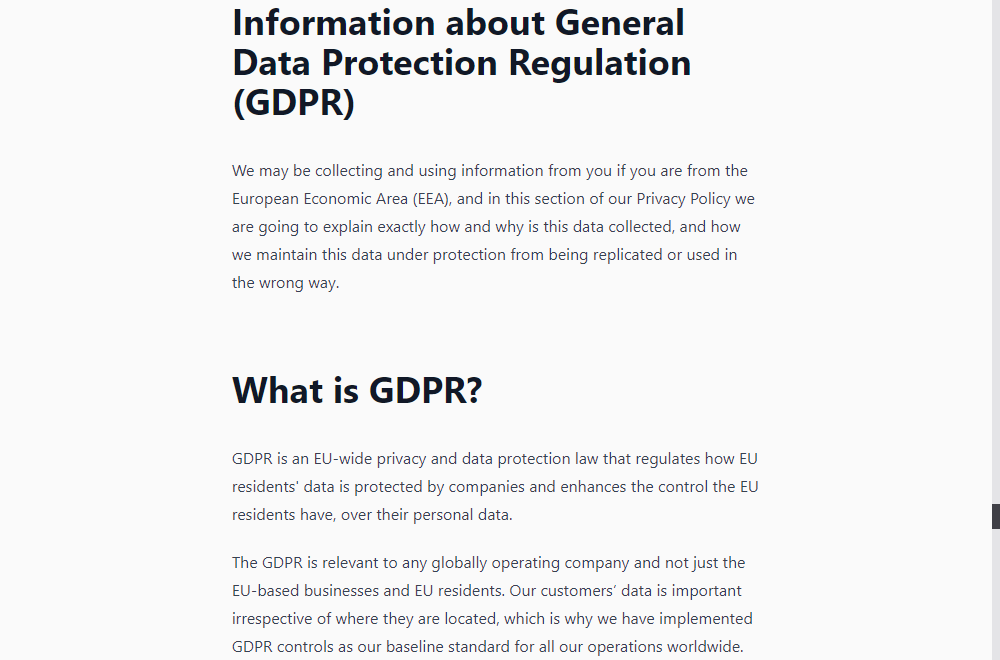 Information about General
Data Protection Regulation
(GDPR)
We may be collecting and using information from you if you are from the
European Economic Area (EEA), and in this section of our Privacy Policy we
are going to explain exactly how and why is this data collected, and how
we maintain this data under protection from being replicated or used in
the wrong way.
What is GDPR?
GDPR is an EU-wide privacy and data protection law that regulates how EU
residents' data is protected by companies and enhances the control the EU
residents have, over their personal data.
The GDPR is relevant to any globally operating company and not just the
EU-based businesses and EU residents. Our customers’ data is important
irrespective of where they are located, which is why we have implemented
GDPR controls as our baseline standard for all our operations worldwide.